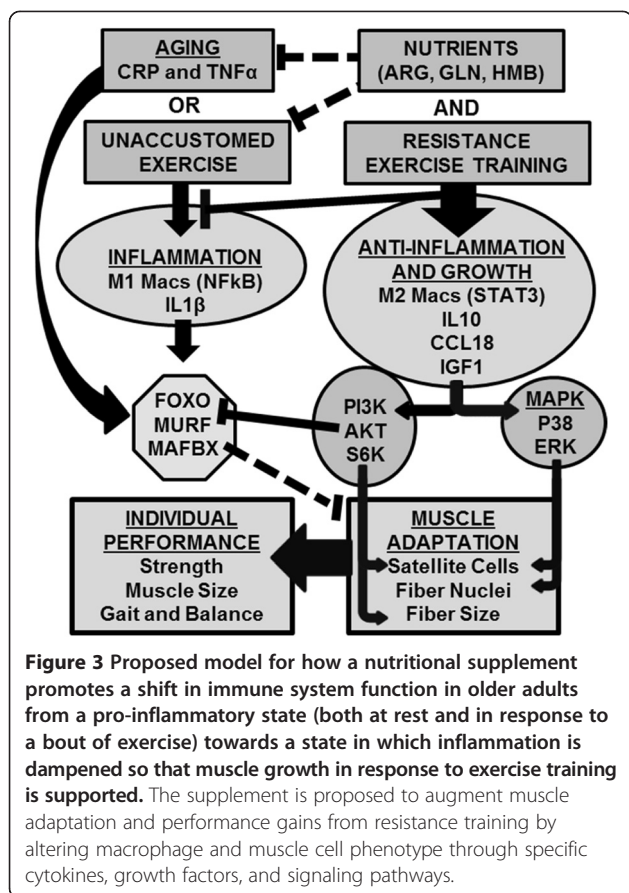 AGING
CRP and TNFα
NUTRIENTS
(ARG, GLN, HMB)
OR
AND
UNACCUSTOMED
EXERCISE
RESISTANCE
EXERCISE TRAINING
INFLAMMATION
M1 Macs (NFkB)
IL1β
ANTI-INFLAMMATION
AND GROWTH
M2 Macs (STAT3)
IL10
CCL18
IGF1
FOXO
MURF
MAFBX
PI3K
AKT
S6K
MAPK
P38
ERK
INDIVIDUAL
PERFORMANCE
Strength
Muscle Size
Gait and Balance
MUSCLE
ADAPTATION
Satellite Cells
Fiber Nuclei
Fiber Size
Figure 3 Proposed model for how a nutritional supplement
promotes a shift in immune system function in older adults
from a pro-inflammatory state (both at rest and in response to
a bout of exercise) towards a state in which inflammation is
dampened so that muscle growth in response to exercise training
is supported. The supplement is proposed to augment muscle
adaptation and performance gains from resistance training by
altering macrophage and muscle cell phenotype through specific
cytokines, growth factors, and signaling pathways.